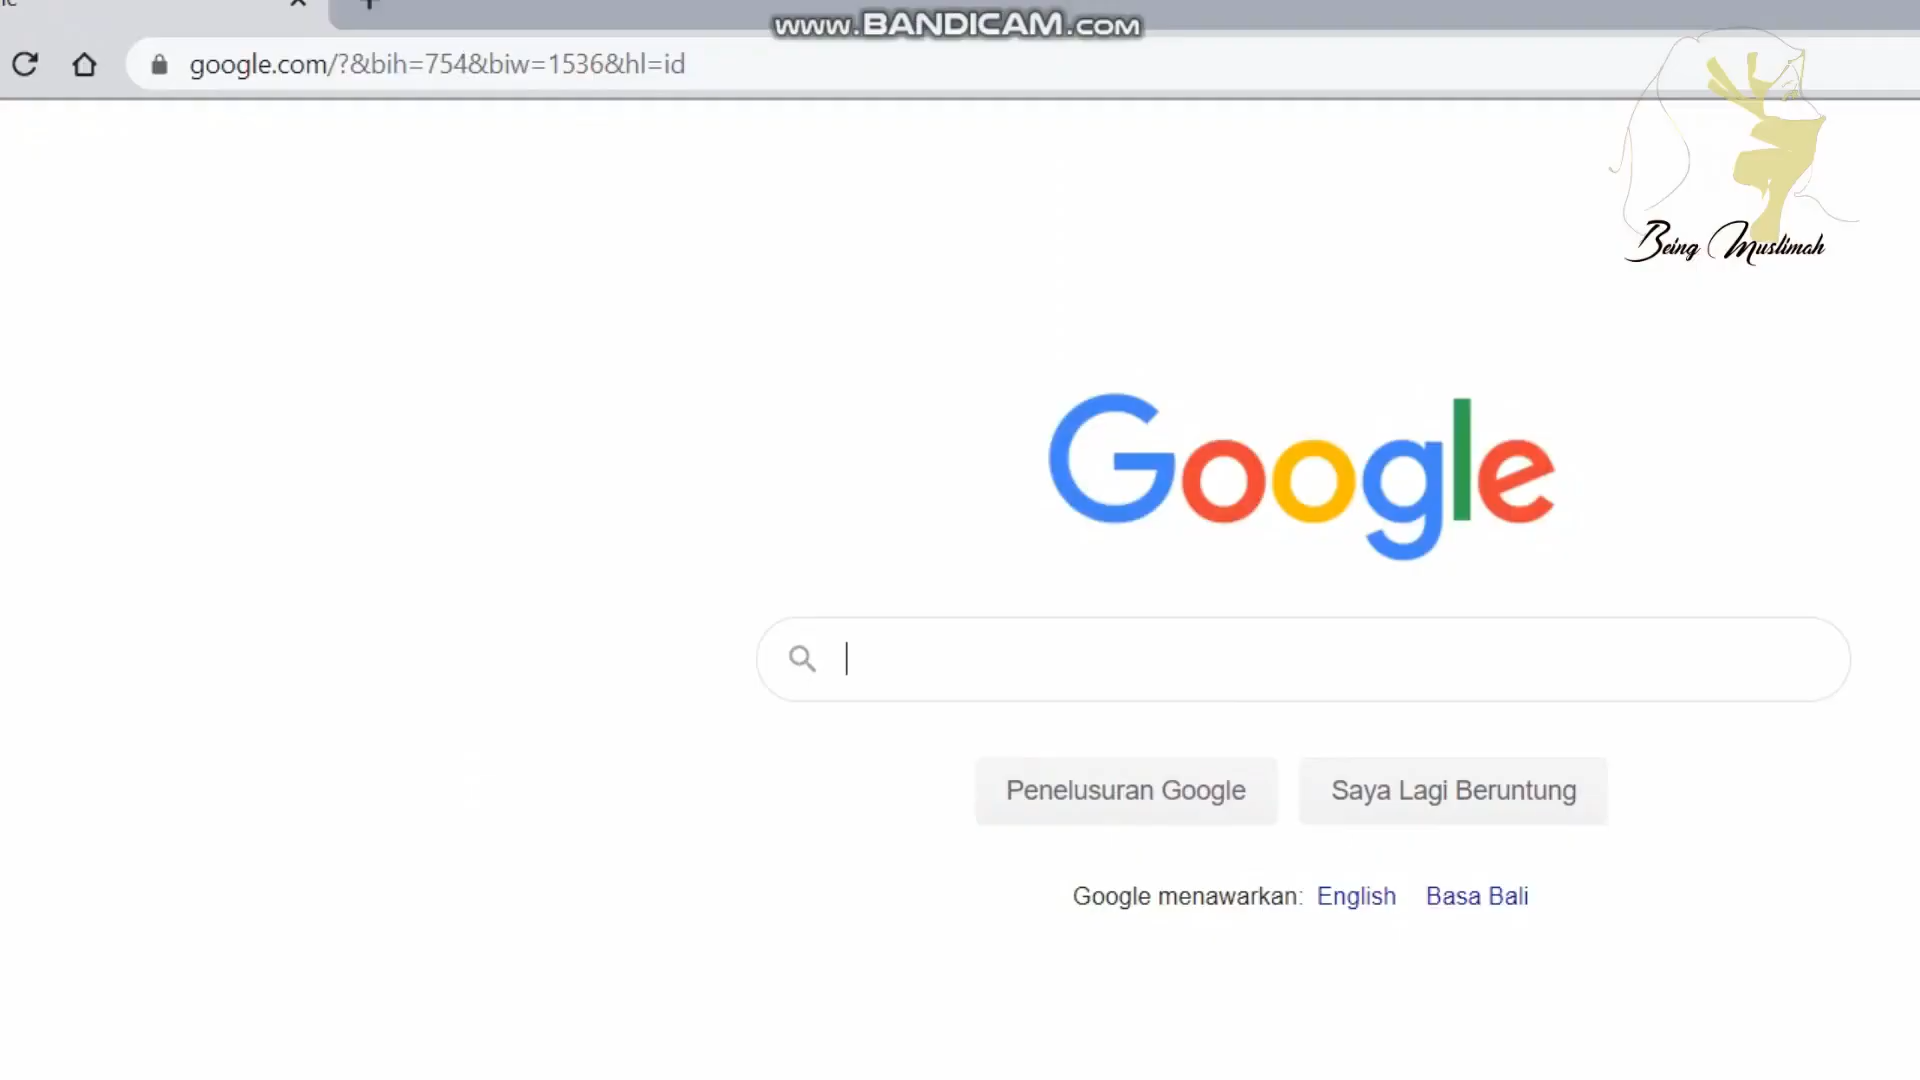 www.BANDICAM.com
google.com/?&bih=754&biw=1536&hl=id
Being Muslimah
Google
Penelusuran Google
Saya Lagi Beruntung
Google menawarkan: English Basa Bali